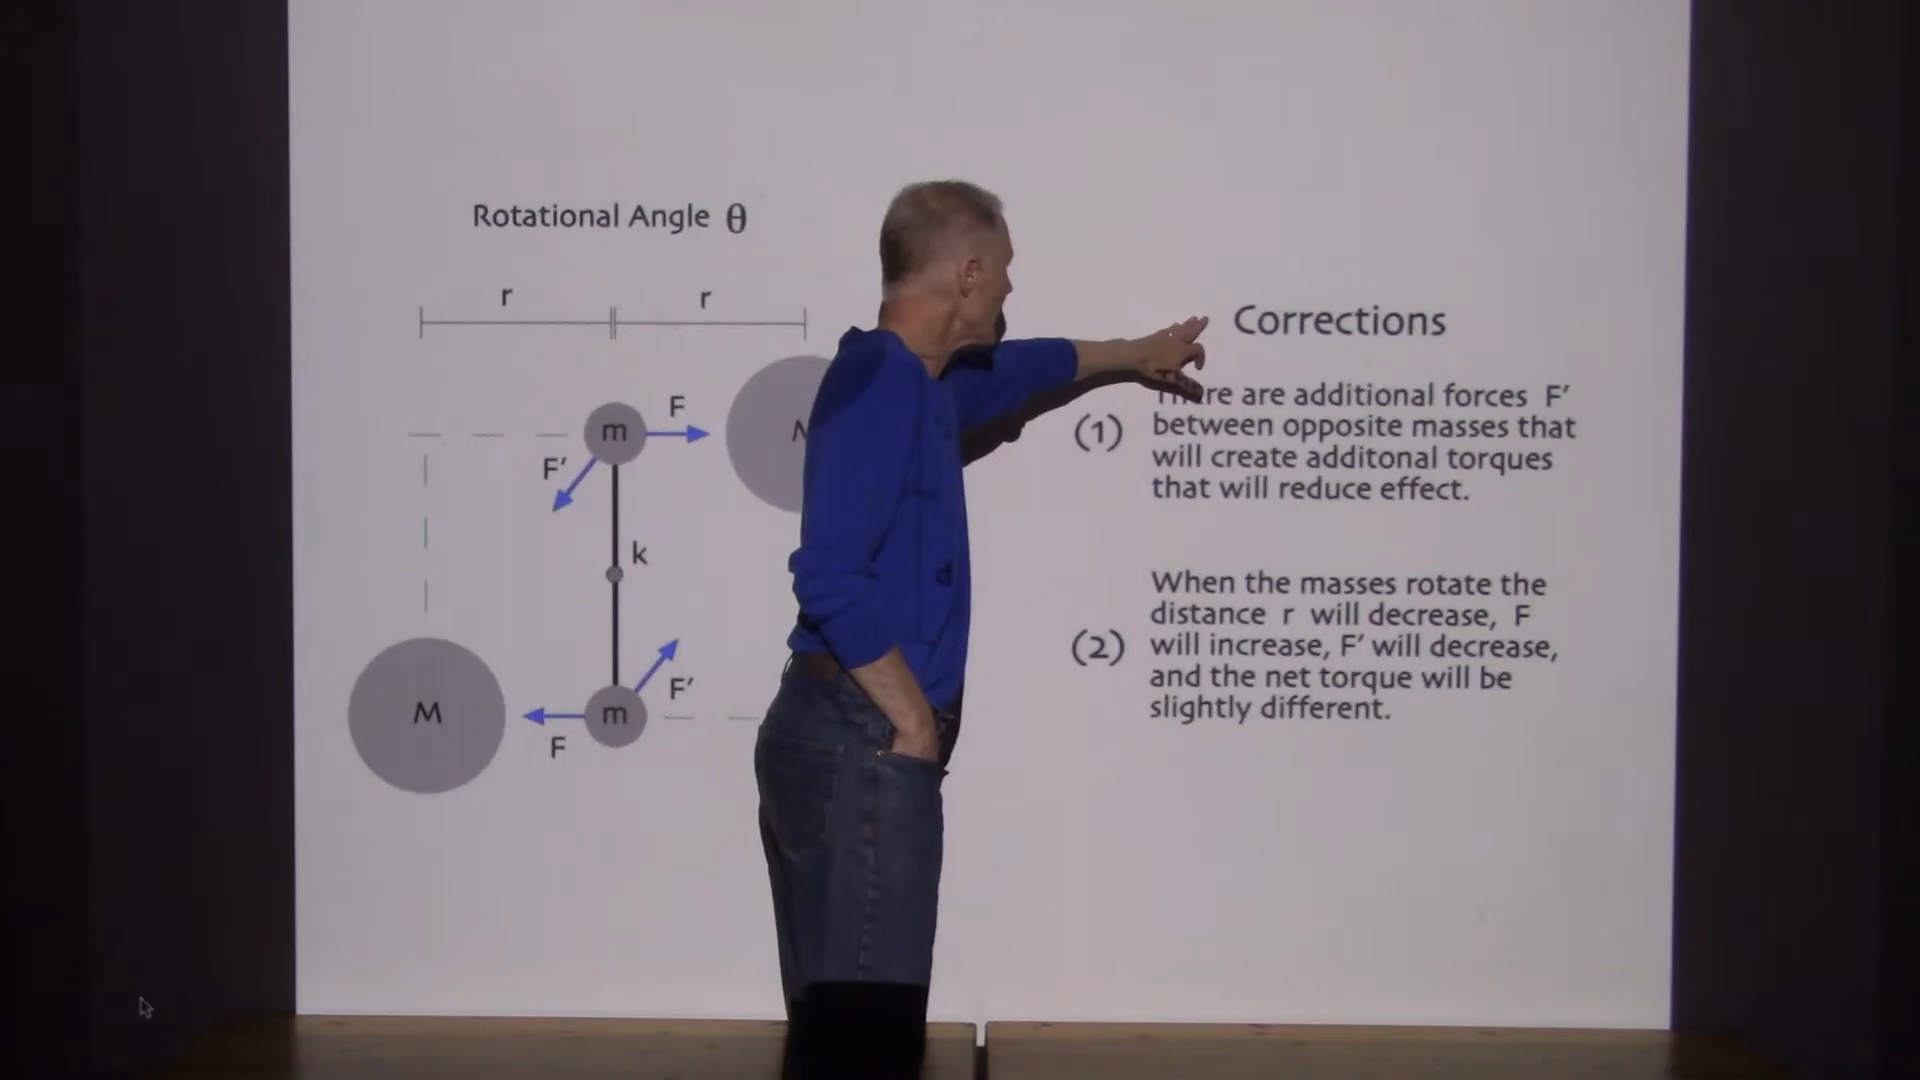 Rotational Angle θ
r
r
F
m
F'
k
M
F'
m
F
d
Corrections
(1)
are additional forces F'
between opposite masses that
will create additonal torques
that will reduce effect.
(2)
When the masses rotate the
distance r will decrease, F
will increase, F' will decrease,
and the net torque will be
slightly different.